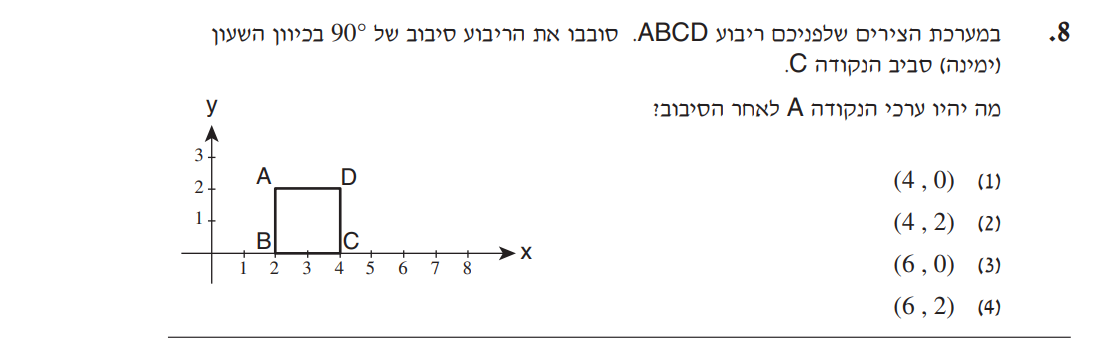 8. במערכת הצירים שלפניכם ריבוע ABCD. סובבו את הריבוע סיבוב של 90° בכיוון השעון
(ימינה) סביב הנקודה C.
מה יהיו ערכי הנקודה A לאחר הסיבוב?
(1) (4 , 0)
(2) (4 , 2)
(3) (6 , 0)
(4) (6 , 2)
y
3
2
1
A D
B C
x
1 2 3 4 5 6 7 8